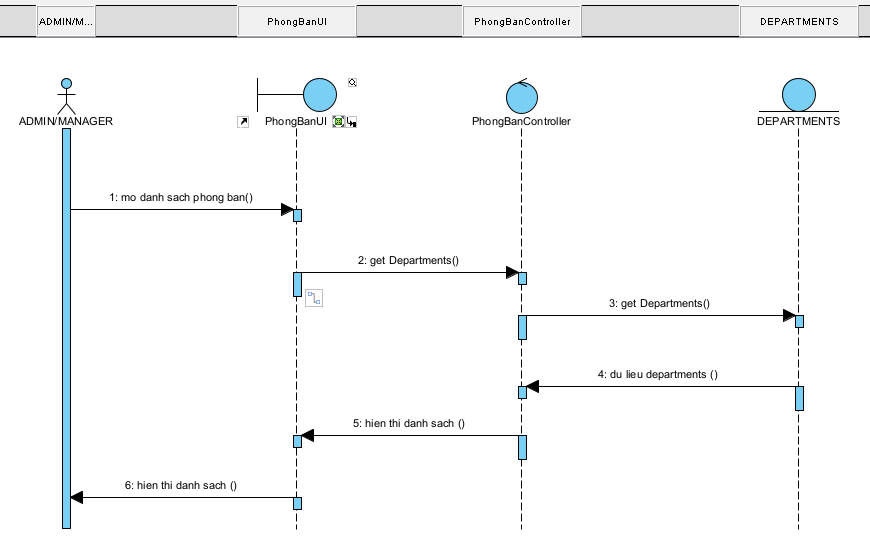 ADMIN/M...
PhongBanUI
PhongBanController
DEPARTMENTS
ADMIN/MANAGER
PhongBanUI
PhongBanController
DEPARTMENTS
1: mo danh sach phong ban()
2: get Departments()
3: get Departments()
4: du lieu departments ()
5: hien thi danh sach ()
6: hien thi danh sach ()